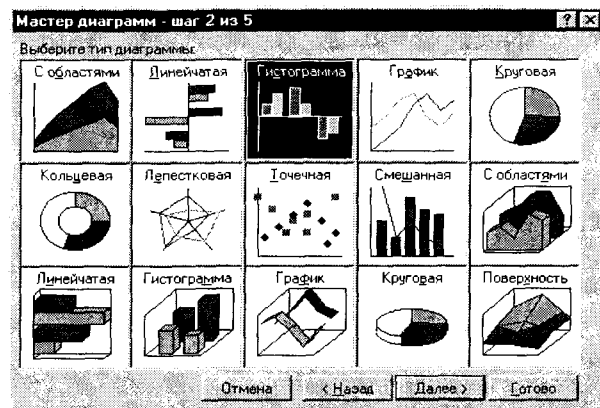 Мастер диаграмм - шаг 2 из 5
Выберите тип диаграммы:
С областями Линейчатая Гистограмма График Круговая
Кольцевая Лепестковая Точечная Смешанная С областями
Линейчатая Гистограмма График Круговая Поверхность
Отмена < Назад Далее > Готово